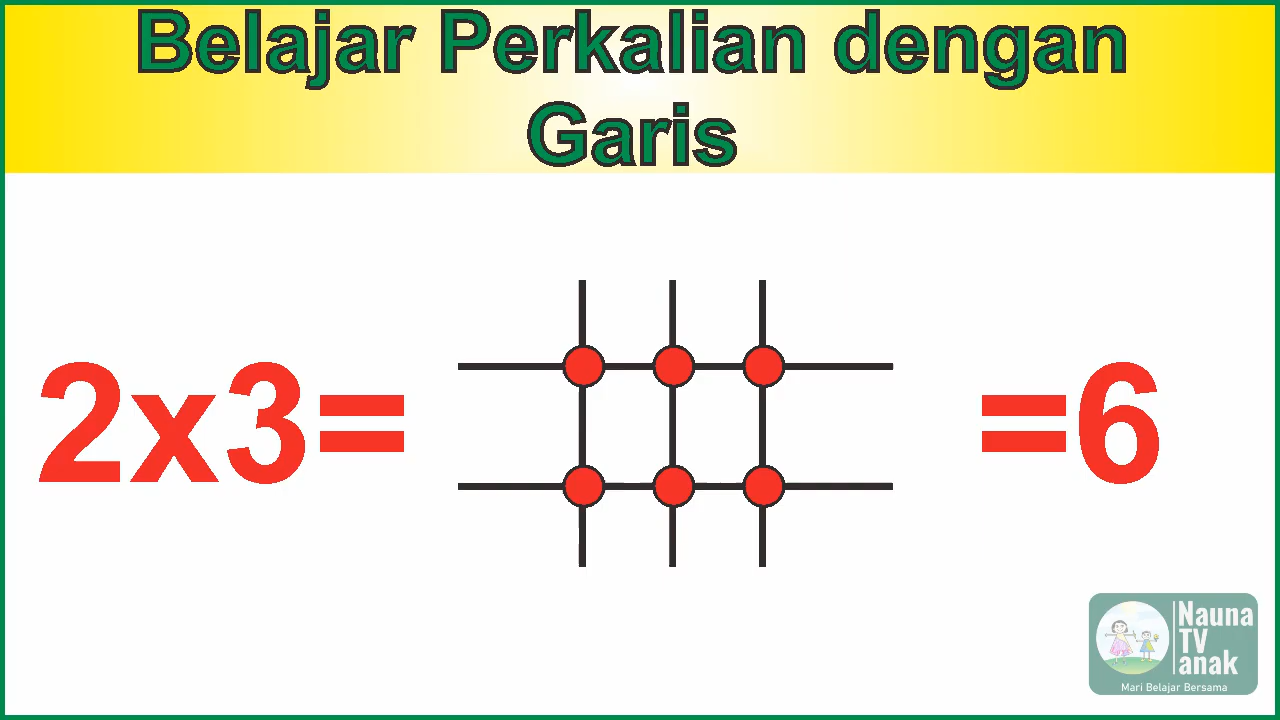 Belajar Perkalian dengan
Garis
2x3=
=6
Nauna
TV
anak
Mari Belajar Bersama